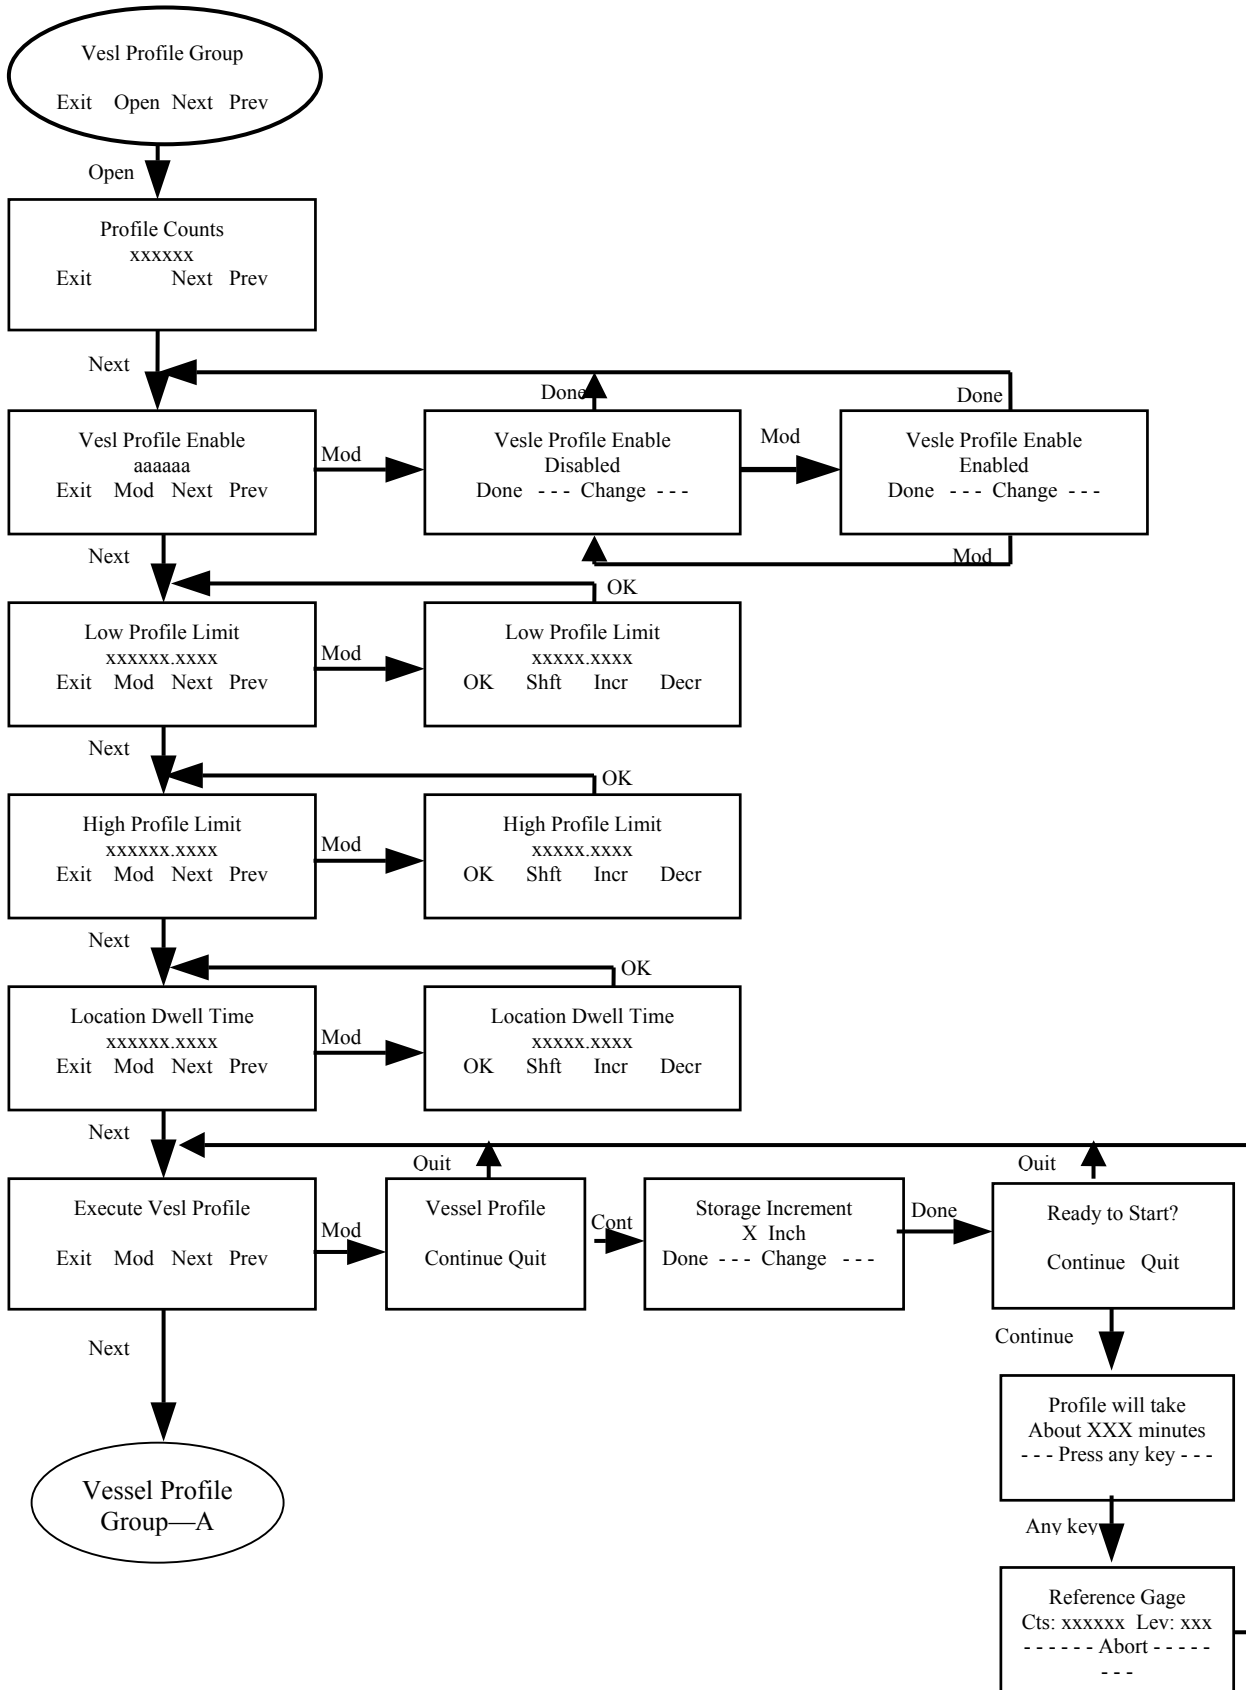 Vesl Profile Group
Exit Open Next Prev
Open
Profile Counts
xxxxxx
Exit Next Prev
Next
Done
Done
Vesl Profile Enable
aaaaaa
Exit Mod Next Prev
Mod
Vesle Profile Enable
Disabled
Done - - - Change - - -
Mod
Vesle Profile Enable
Enabled
Done - - - Change - - -
Next
Mod
OK
Low Profile Limit
xxxxxx.xxxx
Exit Mod Next Prev
Mod
Low Profile Limit
xxxxx.xxxx
OK Shft Incr Decr
Next
OK
High Profile Limit
xxxxxx.xxxx
Exit Mod Next Prev
Mod
High Profile Limit
xxxxx.xxxx
OK Shft Incr Decr
Next
OK
Location Dwell Time
xxxxxx.xxxx
Exit Mod Next Prev
Mod
Location Dwell Time
xxxxx.xxxx
OK Shft Incr Decr
Next
Quit
Quit
Execute Vesl Profile
Exit Mod Next Prev
Mod
Vessel Profile
Continue Quit
Cont
Storage Increment
X Inch
Done - - - Change - - -
Done
Ready to Start?
Continue Quit
Next
Continue
Profile will take
About XXX minutes
- - - Press any key - - -
Vessel Profile
Group—A
Any key
Reference Gage
Cts: xxxxxx Lev: xxx
- - - - - - Abort - - - - -
- - -